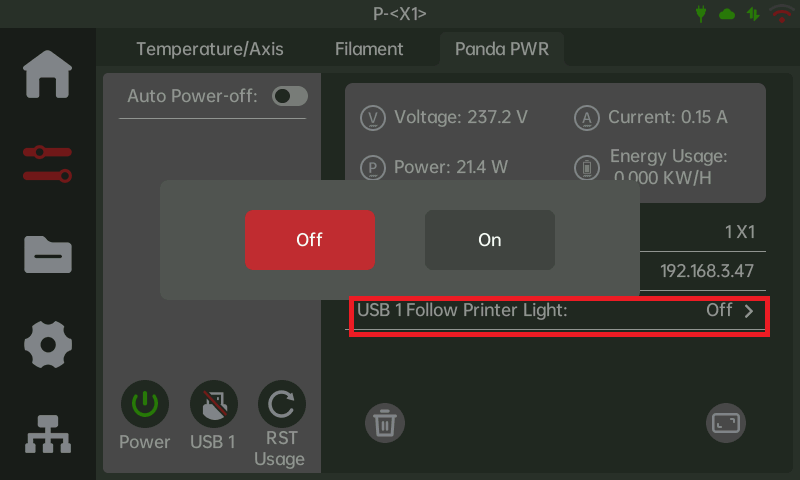 P-<X1>
Temperature/Axis
Filament
Panda PWR
Auto Power-off:
V Voltage: 237.2 V
A Current: 0.15 A
P Power: 21.4 W
Energy Usage:
0.000 KW/H
Off
On
1 X1
192.168.3.47
USB 1 Follow Printer Light:
Off >
Power
USB 1
RST
Usage